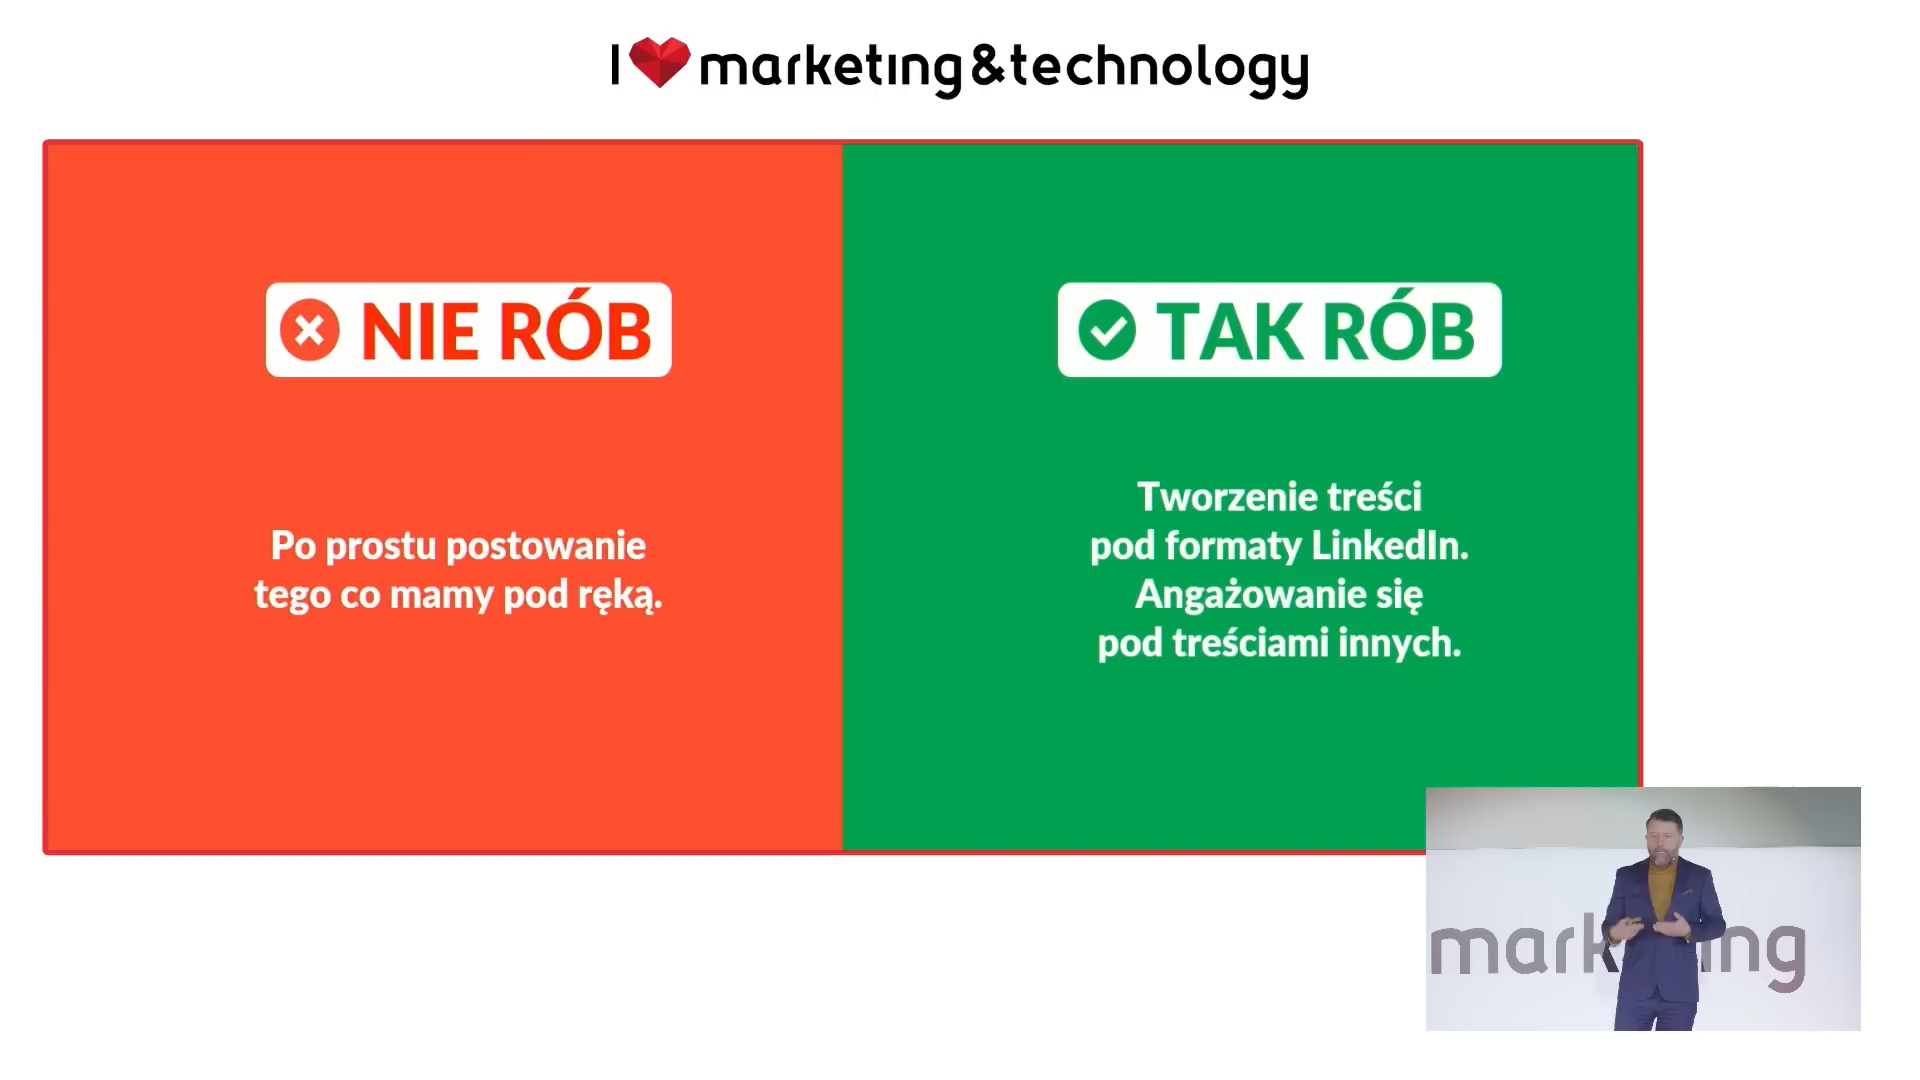 I marketing & technology
NIE RÓB
Po prostu postowanie
tego co mamy pod ręką.
TAK RÓB
Tworzenie treści
pod formaty LinkedIn.
Angażowanie się
pod treściami innych.